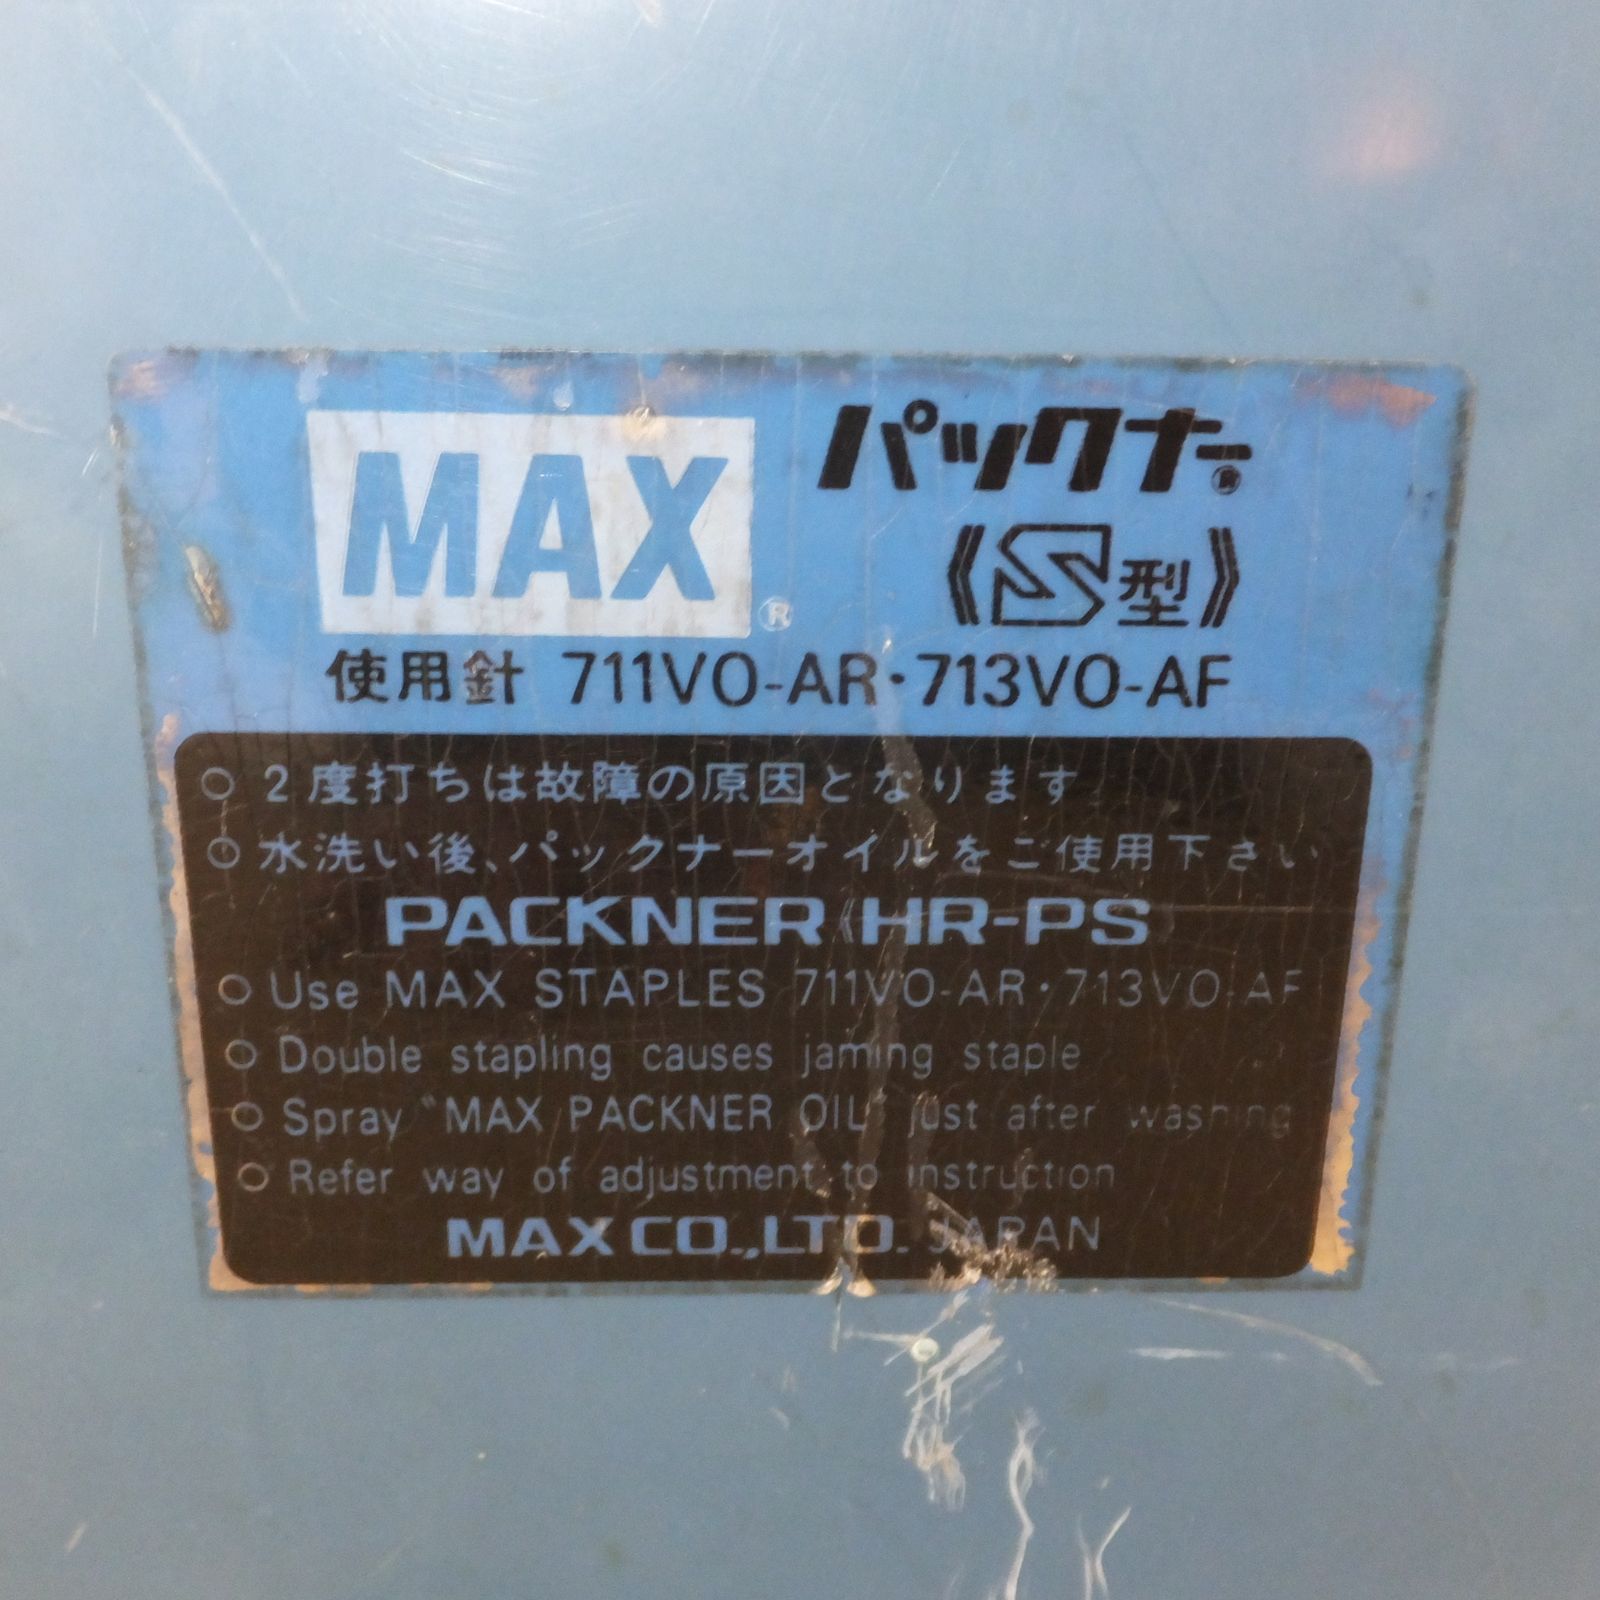 MAX®
パックナー®
《S型》
使用針 711VO-AR・713VO-AF
○ 2度打ちは故障の原因となります
○ 水洗い後、パックナーオイルをご使用下さい
PACKNER HR-PS
○ Use MAX STAPLES 711VO-AR・713VO-AF
○ Double stapling causes jaming staple
○ Spray "MAX PACKNER OIL" just after washing
○ Refer way of adjustment to instruction
MAX CO.,LTD. JAPAN